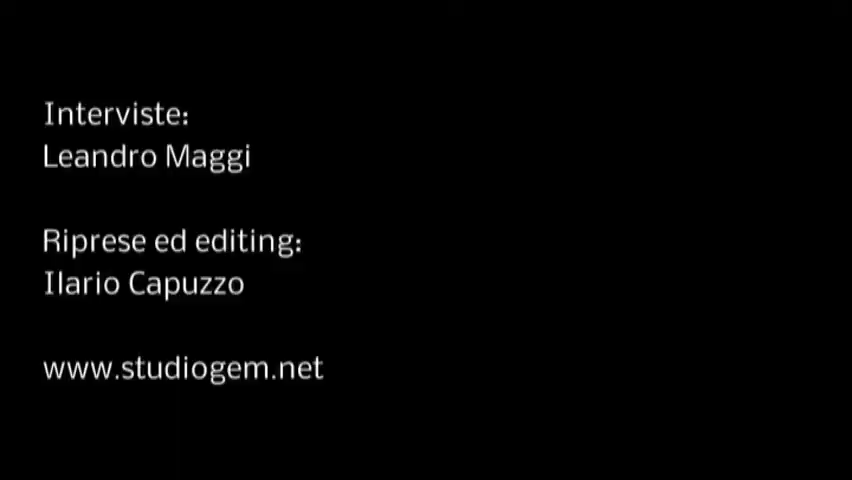 Interviste:
Leandro Maggi
Riprese ed editing:
Ilario Capuzzo
www.studiogem.net